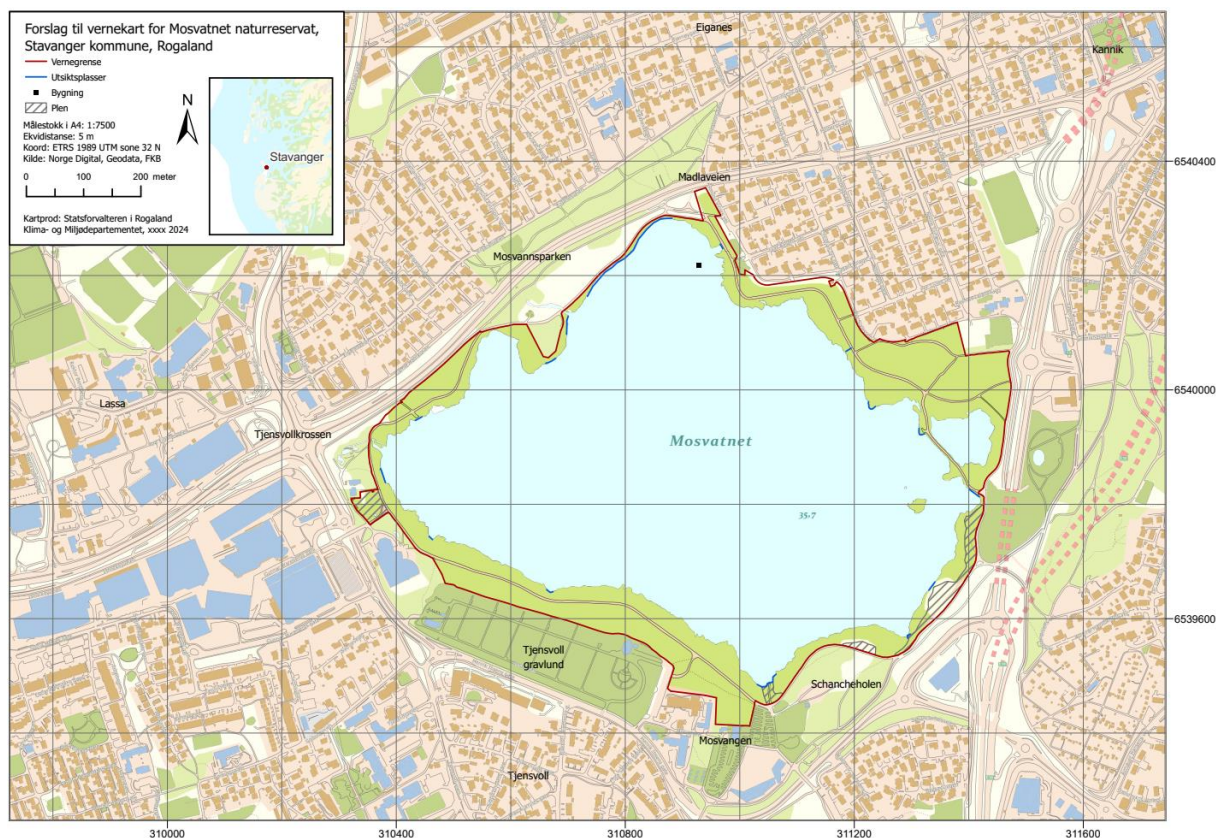 Forslag til vernekart for Mosvatnet naturreservat,
Stavanger kommune, Rogaland
Vernegrense
Utsiktsplasser
Bygning
Plen
Målestokk i A4: 1:7500
Ekvidistanse: 5 m
Koord: ETRS 1989 UTM sone 32 N
Kilde: Norge Digital, Geodata, FKB
0 100 200 meter
Kartprod: Statsforvalteren i Rogaland
Klima- og Miljødepartementet, xxxx 2024
N
Stavanger
Eiganes
Kannik
6540400
Madlaveien
Mosvannsparken
6540000
Lassa
Tjensvollkrossen
Mosvatnet
35-7
6539600
Tjensvoll
gravlund
Schancheholen
Mosvangen
Tjensvoll
310000 310400 310800 311200 311600